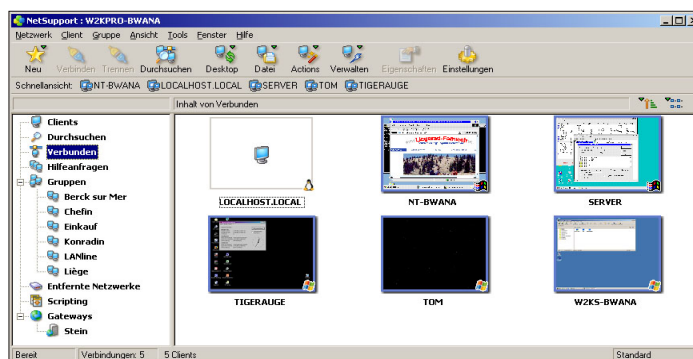 NetSupport : W2KPRO-BWANA
Netzwerk Client Gruppe Ansicht Tools Fenster Hilfe
Neu Verbinden Trennen Durchsuchen Desktop Datei Actions Verwalten Eigenschaften Einstellungen
Schnellansicht: NT-BWANA LOCALHOST.LOCAL SERVER TOM TIGERAUGE
Inhalt von Verbunden
Clients
Durchsuchen
Verbunden
Hilfeanfragen
Gruppen
Berck sur Mer
Chefin
Einkauf
Konradin
LANline
Liège
Entfernte Netzwerke
Scripting
Gateways
Stein
LOCALHOST.LOCAL NT-BWANA SERVER
TIGERAUGE TOM W2KS-BWANA
Bereit Verbindungen: 5 5 Clients Standard